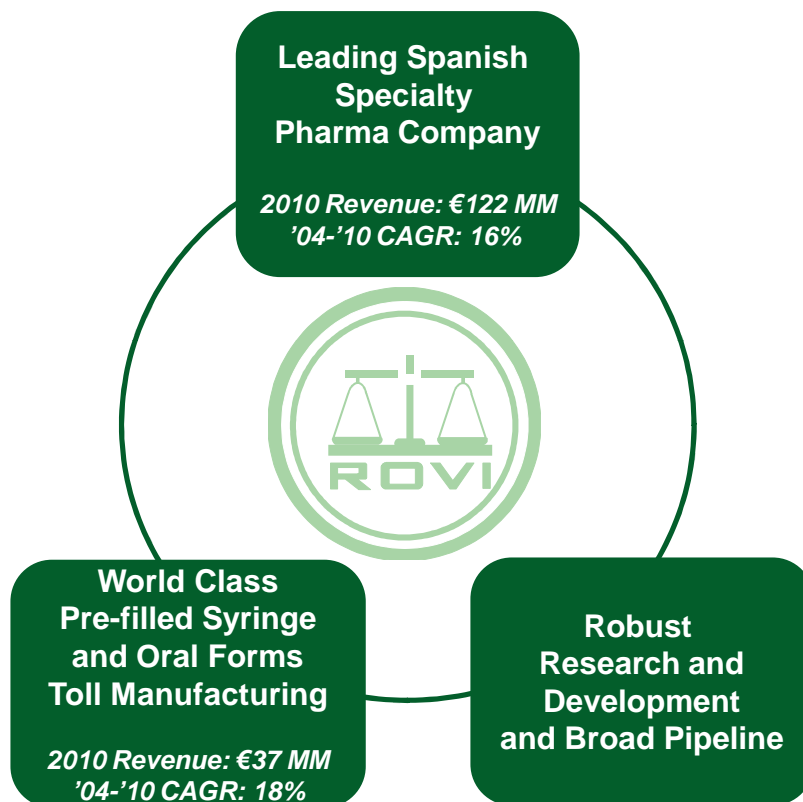 Leading Spanish
Specialty
Pharma Company
2010 Revenue: €122 MM
’04-’10 CAGR: 16%
ROVI
World Class
Pre-filled Syringe
and Oral Forms
Toll Manufacturing
2010 Revenue: €37 MM
’04-’10 CAGR: 18%
Robust
Research and
Development
and Broad Pipeline